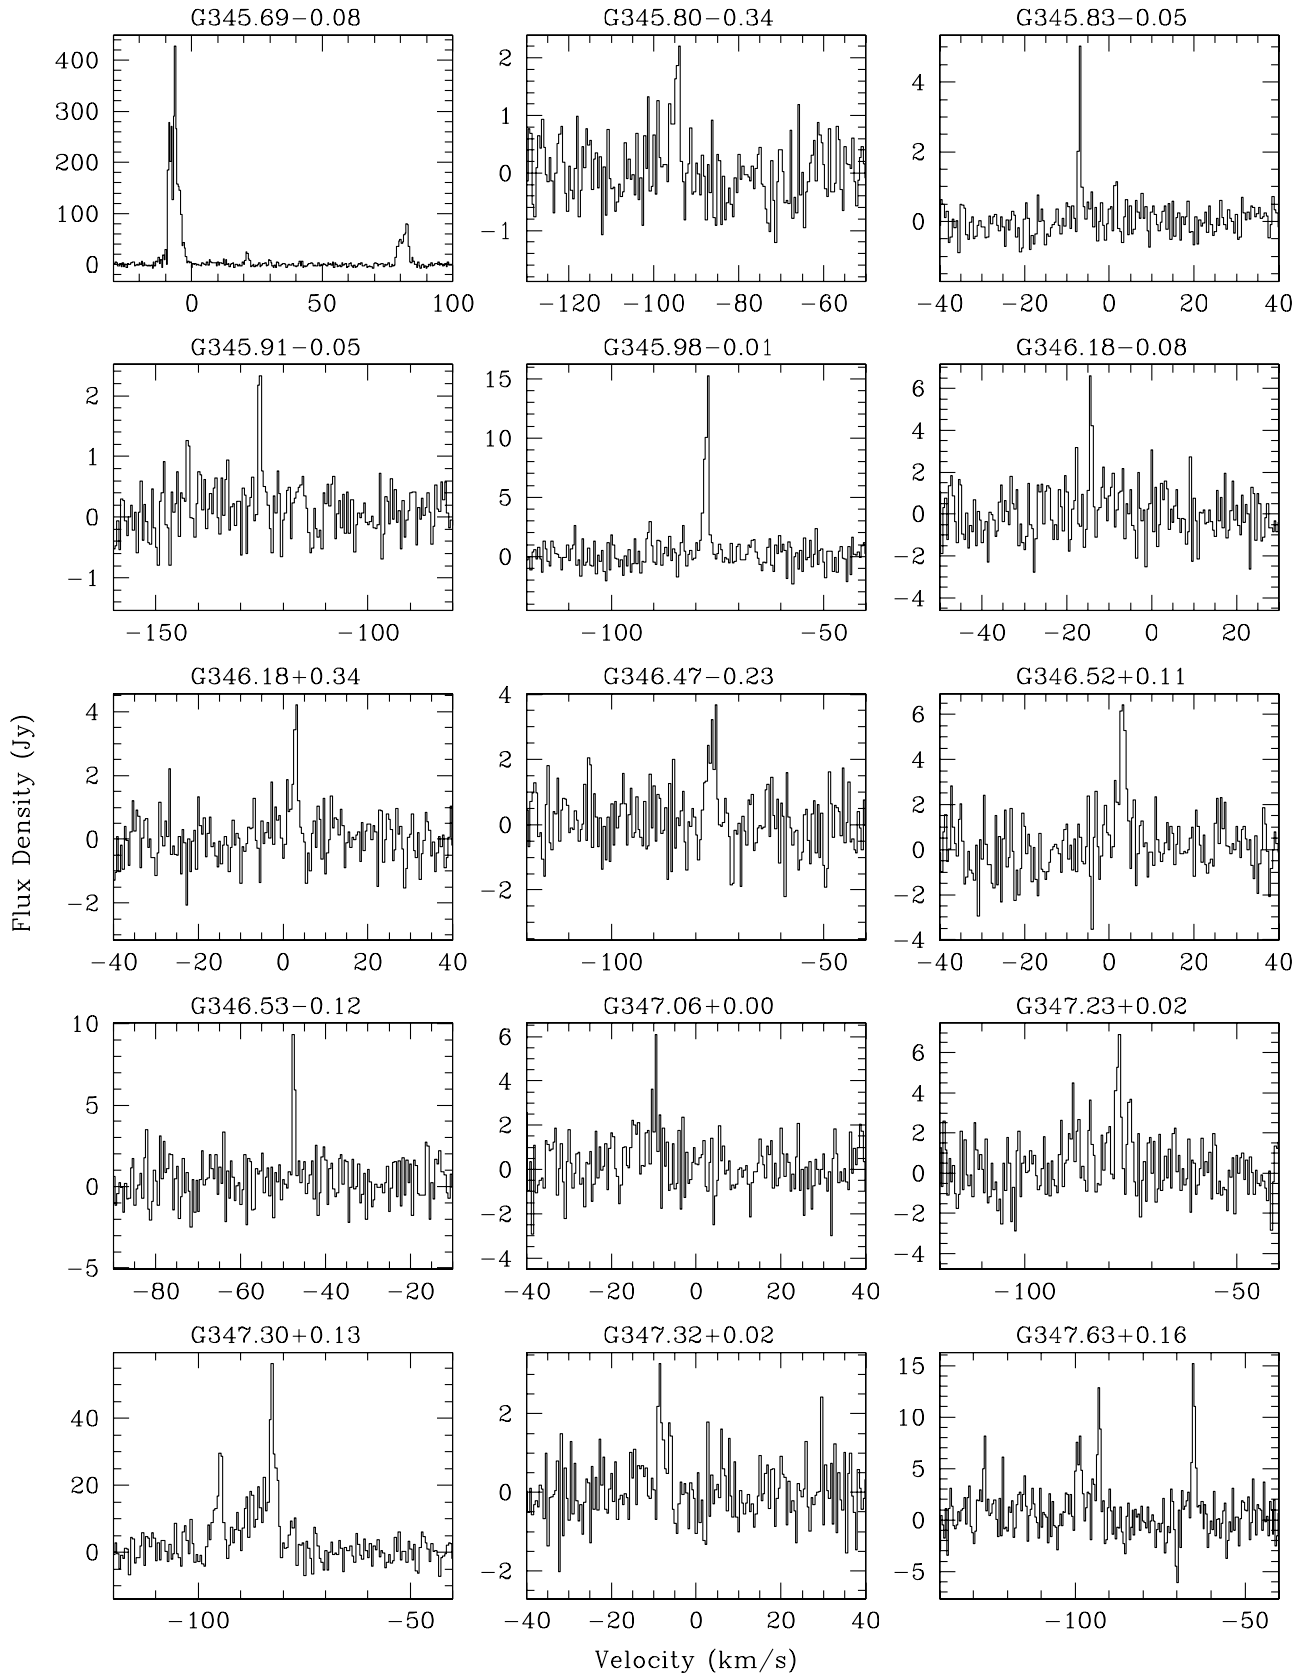 G345.69−0.08 G345.80−0.34 G345.83−0.05
400 300 200 100 0
2 1 0 −1
4 2 0
0 50 100
−120 −100 −80 −60
−40 −20 0 20 40
G345.91−0.05 G345.98−0.01 G346.18−0.08
2 1 0 −1
15 10 5 0
6 4 2 0 −2 −4
−150 −100
−100 −50
−40 −20 0 20
G346.18+0.34 G346.47−0.23 G346.52+0.11
4 2 0 −2
4 2 0 −2
6 4 2 0 −2 −4
−40 −20 0 20 40
−100 −50
−40 −20 0 20 40
Flux Density (Jy)
G346.53−0.12 G347.06+0.00 G347.23+0.02
10 5 0 −5
6 4 2 0 −2 −4
6 4 2 0 −2 −4
−80 −60 −40 −20
−40 −20 0 20 40
−100 −50
G347.30+0.13 G347.32+0.02 G347.63+0.16
40 20 0
2 0 −2
15 10 5 0 −5
−100 −50
−40 −20 0 20 40
−100 −50
Velocity (km/s)